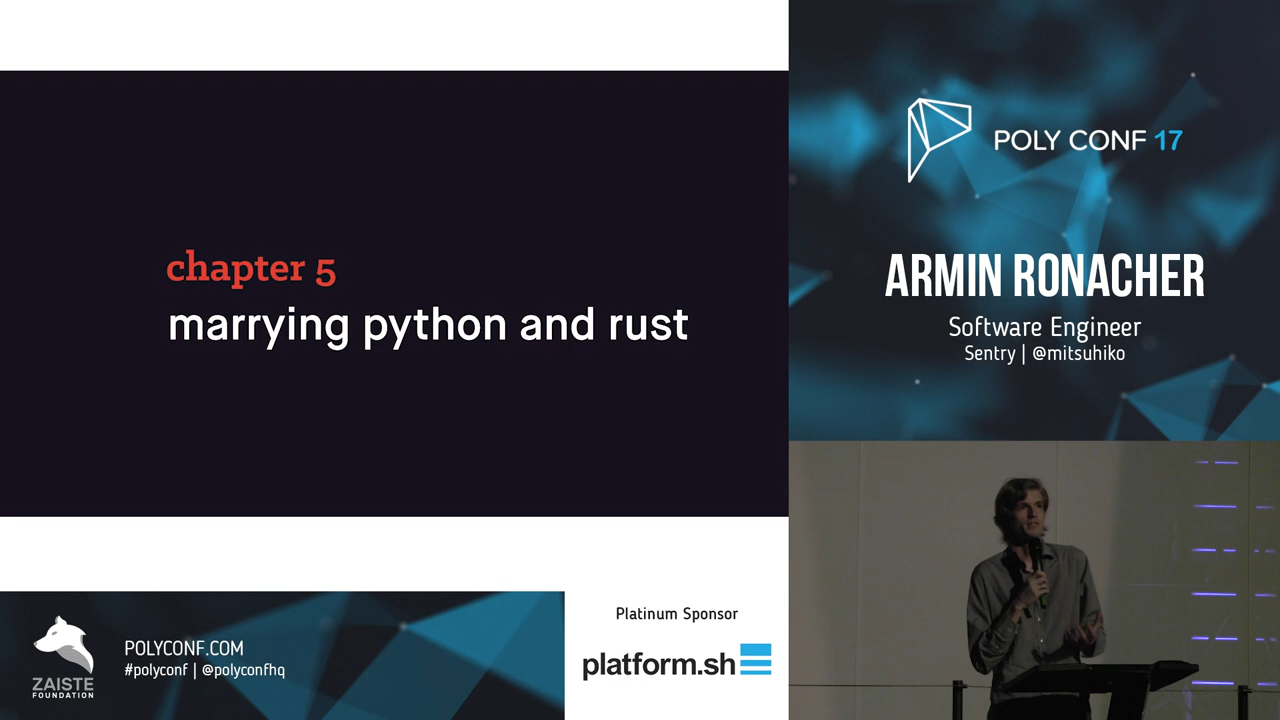 chapter 5
marrying python and rust
POLY CONF 17
ARMIN RONACHER
Software Engineer
Sentry | @mitsuhiko
ZAISTE
FOUNDATION
POLYCONF.COM
#polyconf | @polyconfhq
Platinum Sponsor
platform.sh